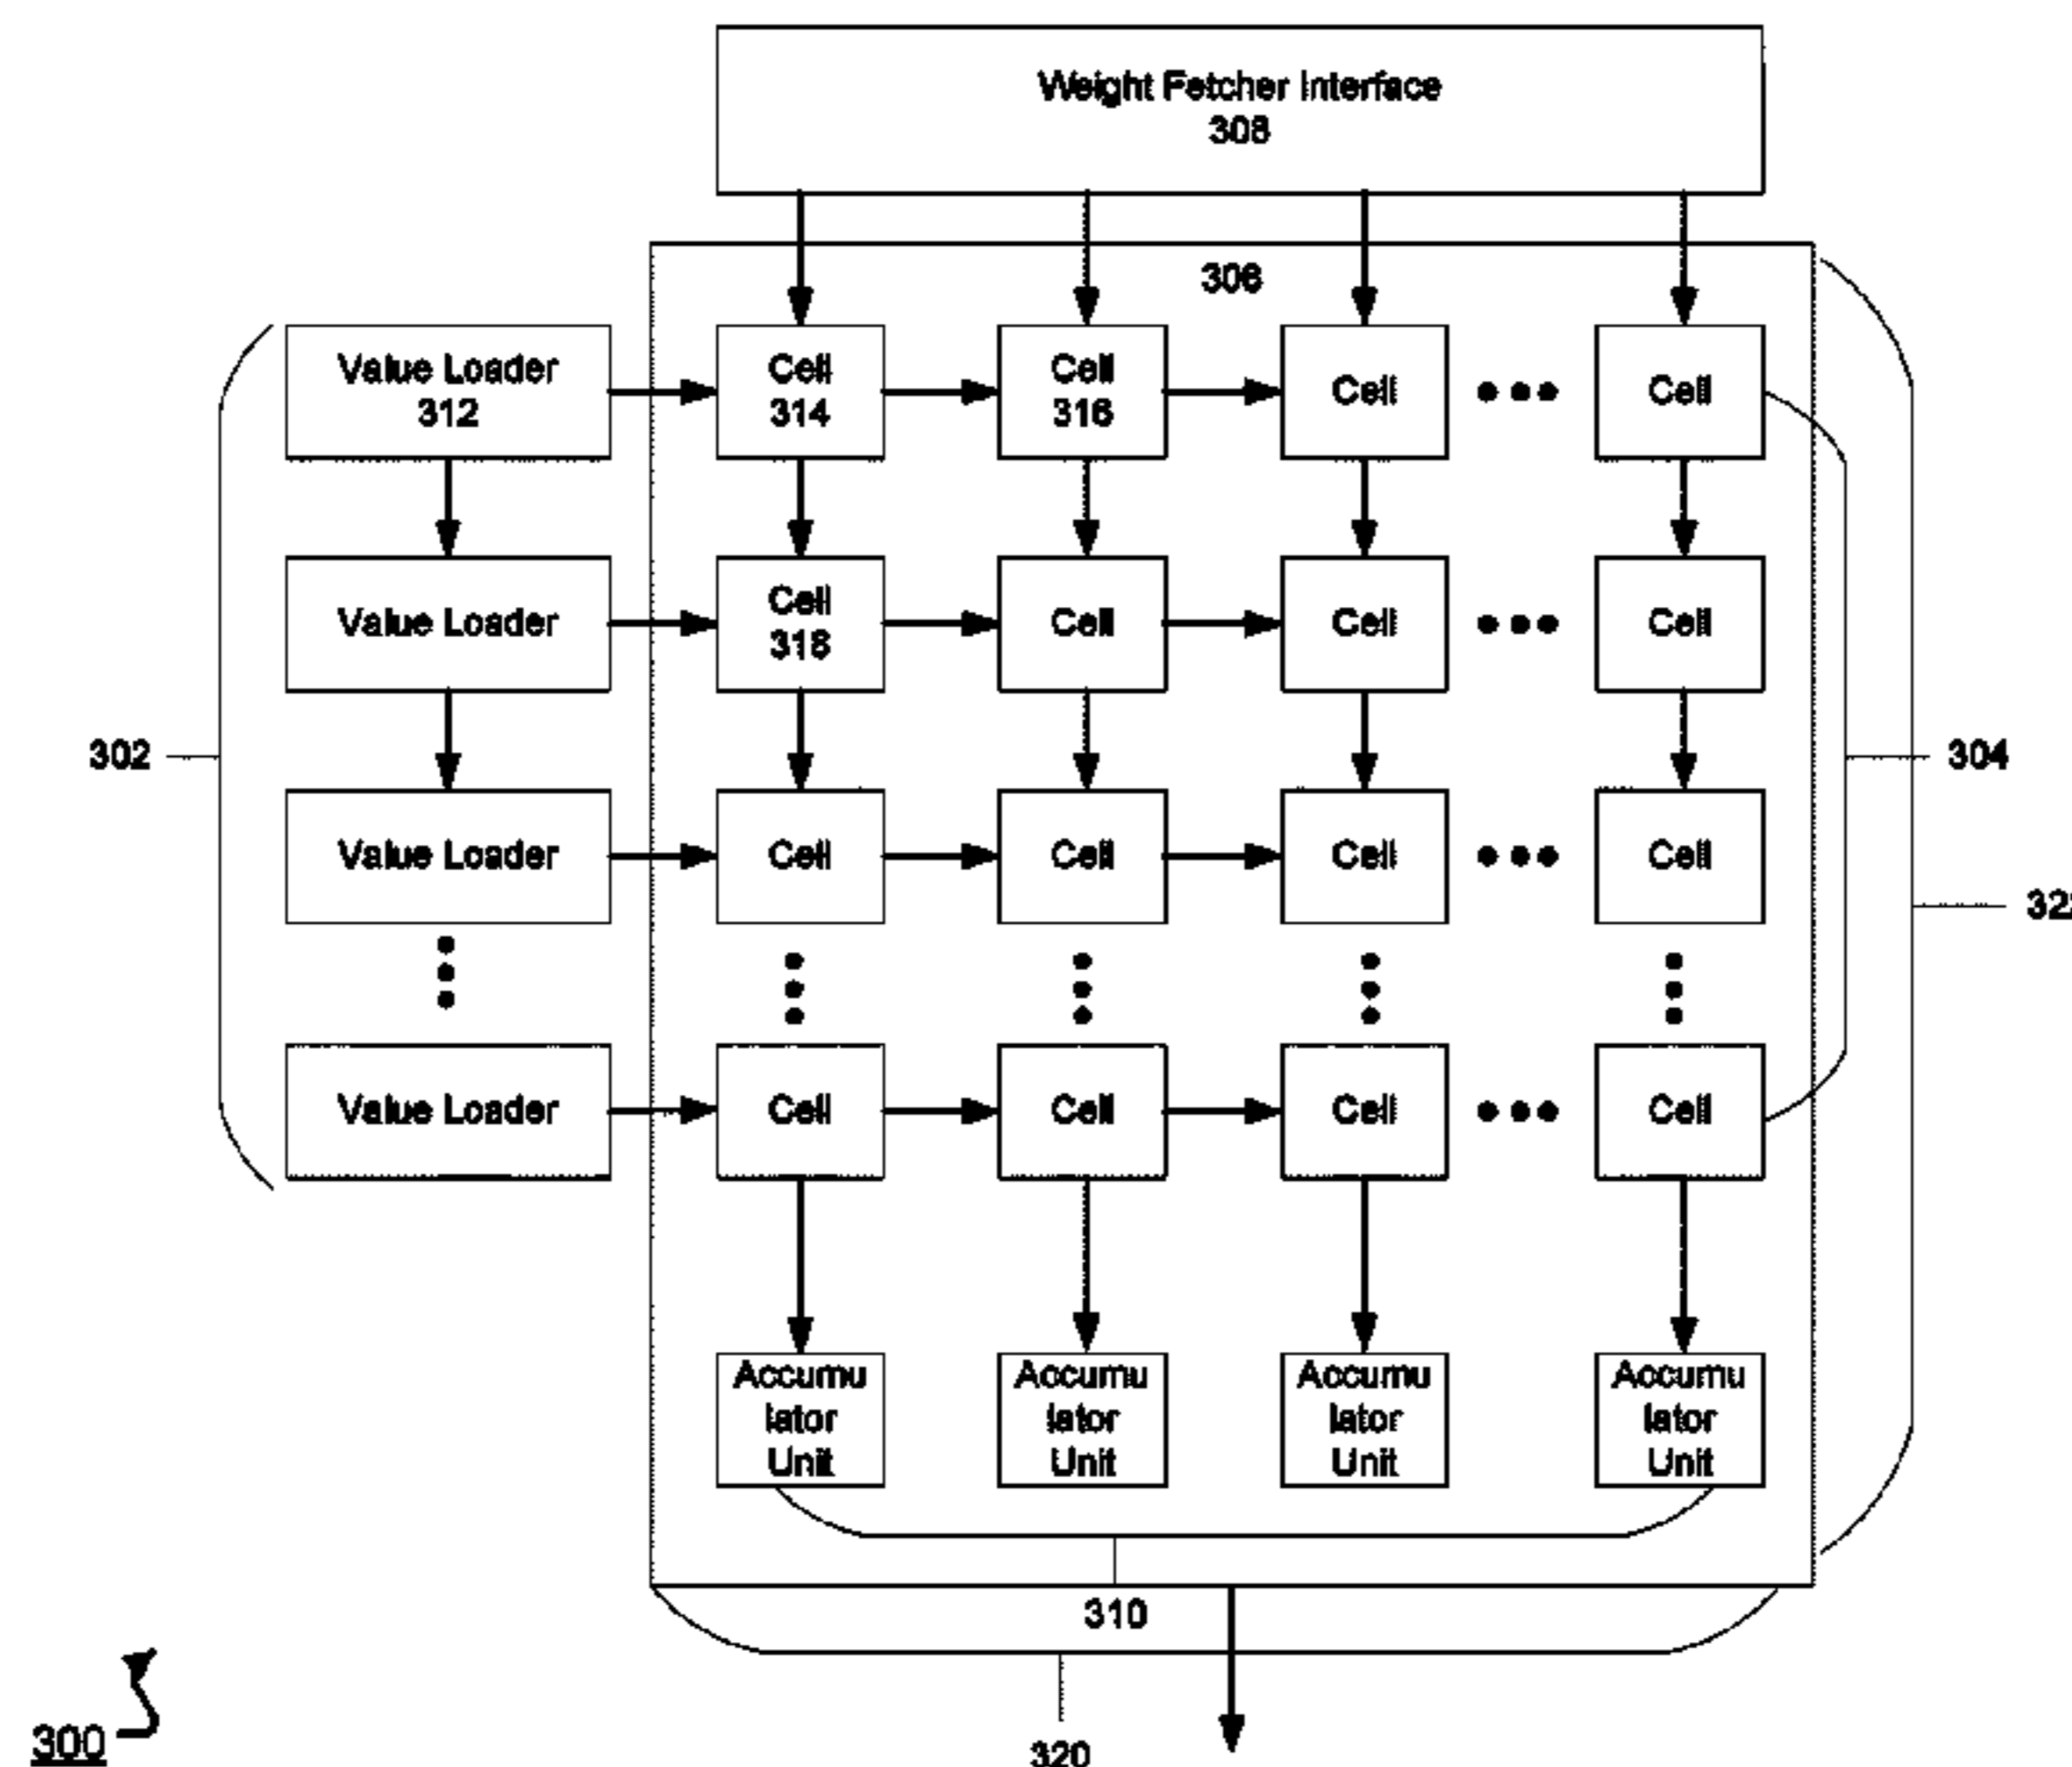 Weight Fetcher Interface
308
306
Value Loader
312
Cell
314
Cell
316
Cell
Cell
Value Loader
Cell
318
Cell
Cell
Cell
302
304
Value Loader
Cell
Cell
Cell
Cell
Value Loader
Cell
Cell
Cell
Cell
Accumu
lator
Unit
Accumu
lator
Unit
Accumu
lator
Unit
Accumu
lator
Unit
310
300
320